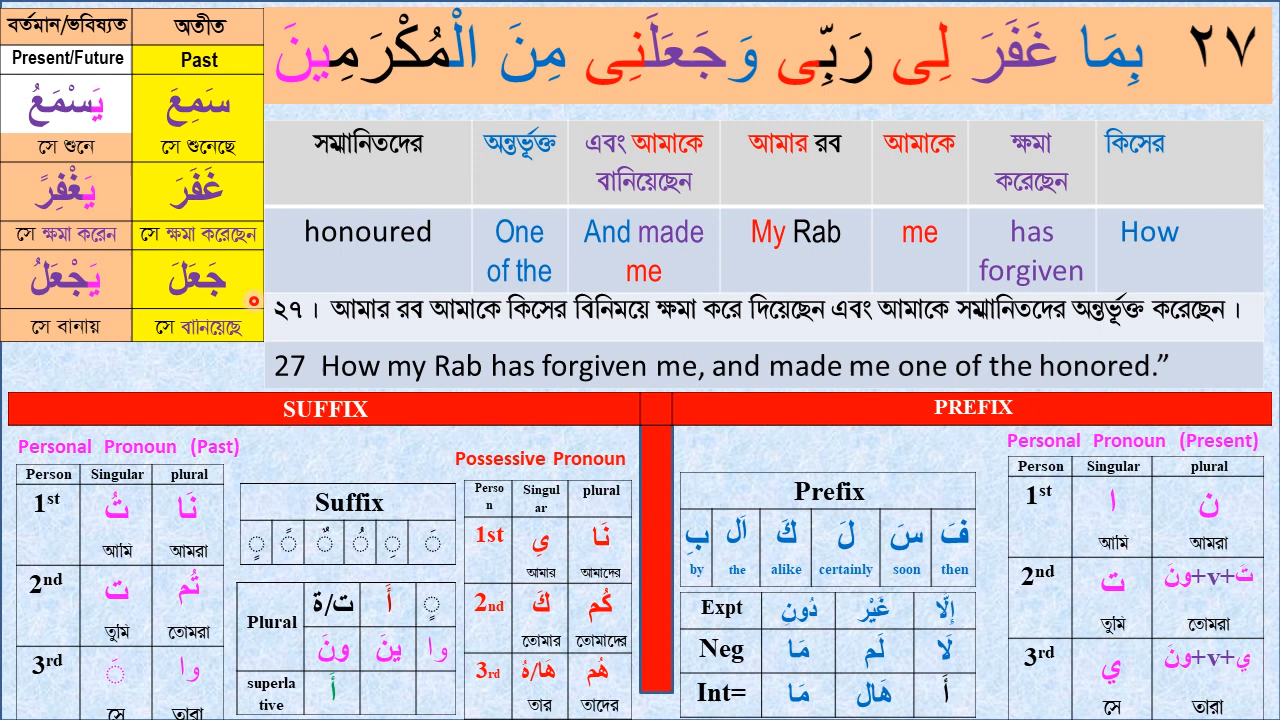 বর্তমান/ভবিষ্যত অতীত
Present/Future Past
يَسْمَعُ سَمِعَ
সে শুনে সে শুনেছে
يَغْفِرً غَفَرَ
সে ক্ষমা করেন সে ক্ষমা করেছেন
يَجْعَلُ جَعَلَ
সে বানায় সে বানিয়েছে
٢٧ بِمَا غَفَرَ لِى رَبِّى وَجَعَلَنِى مِنَ الْمُكْرَمِينَ
সম্মানিতদের অন্তর্ভূক্ত এবং আমাকে বানিয়েছেন আমার রব আমাকে ক্ষমা করেছেন কিসের
honoured One of the And made me My Rab me has forgiven How
২৭। আমার রব আমাকে কিসের বিনিময়ে ক্ষমা করে দিয়েছেন এবং আমাকে সম্মানিতদের অন্তর্ভূক্ত করেছেন।
27 How my Rab has forgiven me, and made me one of the honored.”
SUFFIX
PREFIX
Personal Pronoun (Past)
Person Singular plural
1st تُ نَا
আমি আমরা
2nd ت تُم
তুমি তোমরা
3rd َ وا
সে তারা
Suffix
ٍ ً ٌ ُ ِ َ
Plural ة/ت أَ ٍ
ونَ ينَ وا
superlative أَ
Possessive Pronoun
Person Singular plural
1st يِ نَا
আমার আমাদের
2nd كَ كُم
তোমার তোমাদের
3rd هَا/هُ هُم
তার তাদের
Prefix
بِ اَل كَ لَ سَ فَ
by the alike certainly soon then
Expt دُونِ غَيْر إِلَّا
Neg مَا لَم لَا
Int= مَا هَال أَ
Personal Pronoun (Present)
Person Singular plural
1st ا ن
আমি আমরা
2nd ت تَ+v+ونَ
তুমি তোমরা
3rd ي ي+v+ونَ
সে তারা